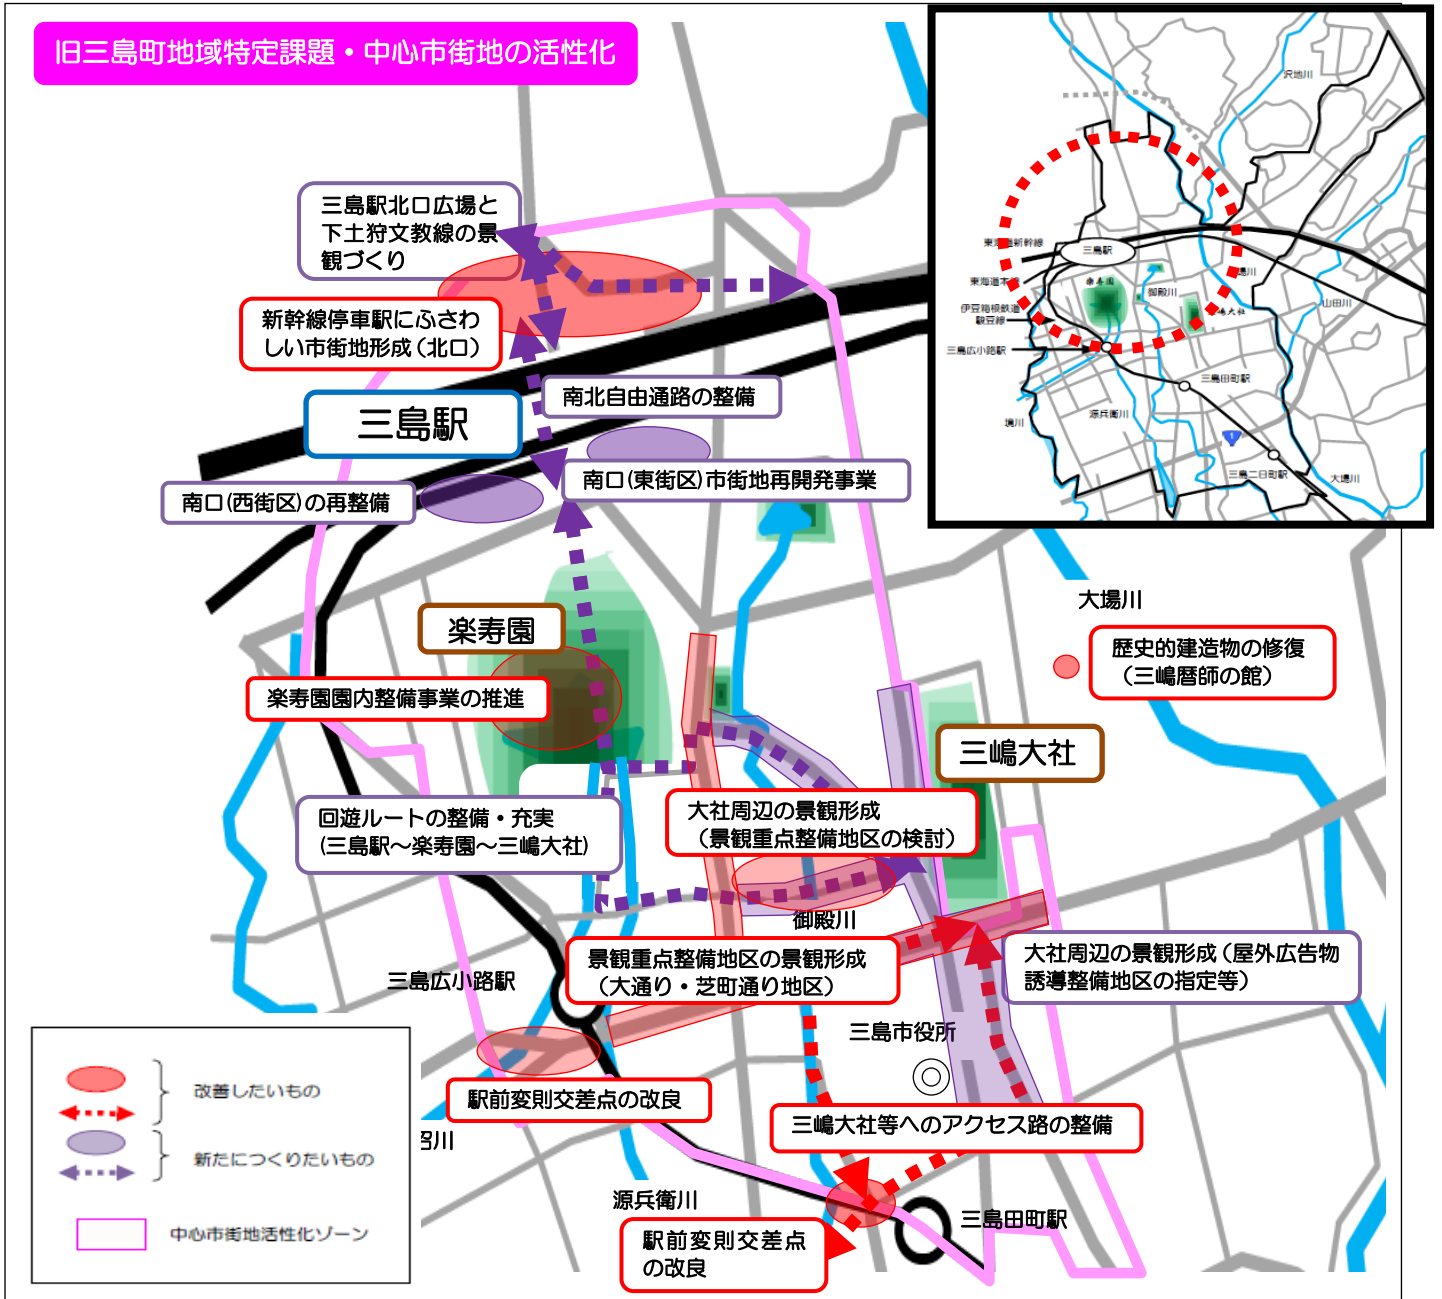 旧三島町地域特定課題・中心市街地の活性化
三島駅北口広場と
下土狩文教線の景
観づくり
新幹線停車駅にふさわ
しい市街地形成（北口）
三島駅
南北自由通路の整備
南口(東街区)市街地再開発事業
南口(西街区)の再整備
楽寿園
楽寿園園内整備事業の推進
大場川
歴史的建造物の修復
（三嶋暦師の館）
三嶋大社
回遊ルートの整備・充実
(三島駅～楽寿園～三嶋大社)
大社周辺の景観形成
（景観重点整備地区の検討）
御殿川
三島広小路駅
景観重点整備地区の景観形成
（大通り・芝町通り地区）
大社周辺の景観形成（屋外広告物
誘導整備地区の指定等）
三島市役所
駅前変則交差点の改良
三嶋大社等へのアクセス路の整備
源兵衛川
三島田町駅
駅前変則交差点
の改良
改善したいもの
新たにつくりたいもの
中心市街地活性化ゾーン
沢地川
三島駅
東海道本
楽寿園
御殿川
伊豆箱根鉄道
駿豆線
山田川
三島広小路駅
三島田町駅
源兵衛川
境川
1
三島二日町駅
大場川